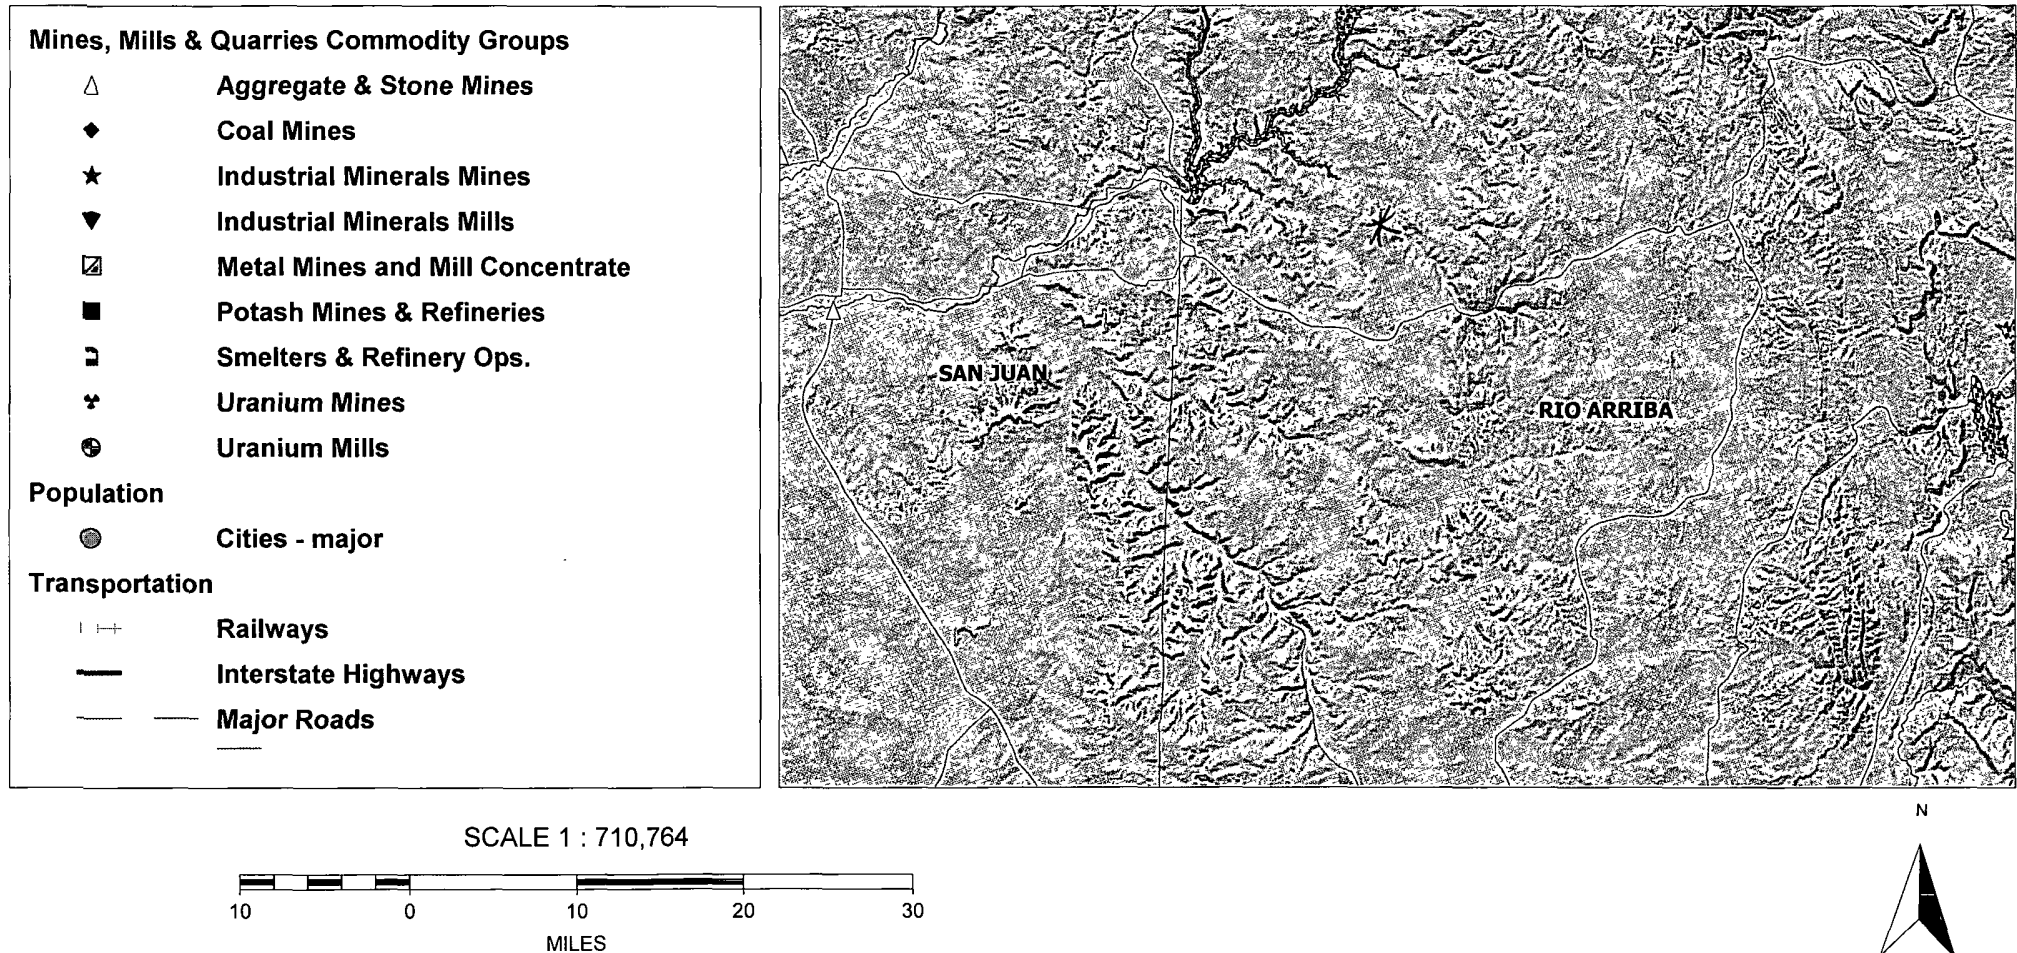 Mines, Mills & Quarries Commodity Groups
Aggregate & Stone Mines
Coal Mines
Industrial Minerals Mines
Industrial Minerals Mills
Metal Mines and Mill Concentrate
Potash Mines & Refineries
Smelters & Refinery Ops.
Uranium Mines
Uranium Mills
Population
Cities - major
Transportation
Railways
Interstate Highways
Major Roads
SAN JUAN
RIO ARRIBA
SCALE 1 : 710,764
10 0 10 20 30
MILES
N